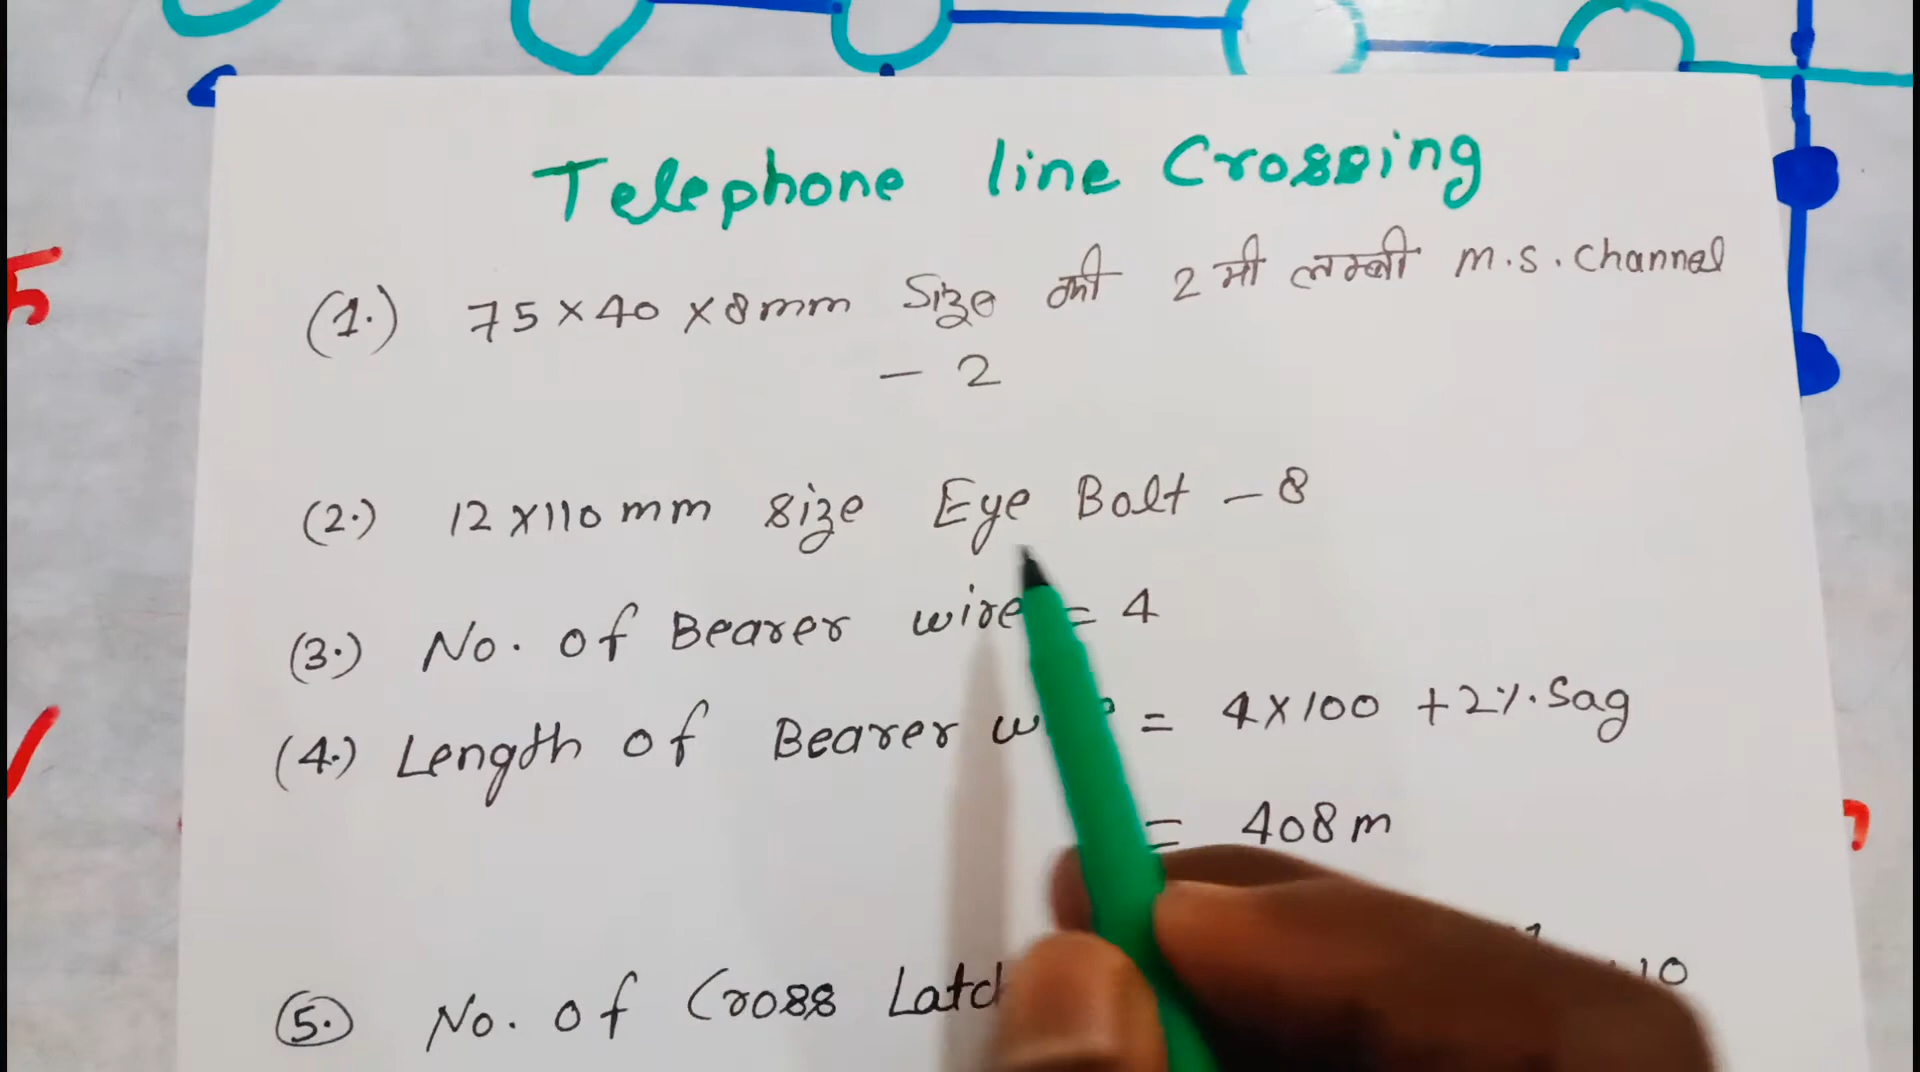 Telephone line Crossing
(1.) 75 x 40 x 8mm Size की 2 मी लम्बी M.S. Channel
- 2
(2.) 12 x 110 mm size Eye Bolt - 8
(3.) No. of Bearer wire = 4
(4.) Length of Bearer = 4 x 100 + 2%. Sag
= 408 m
(5.) No. of Cross 10
5